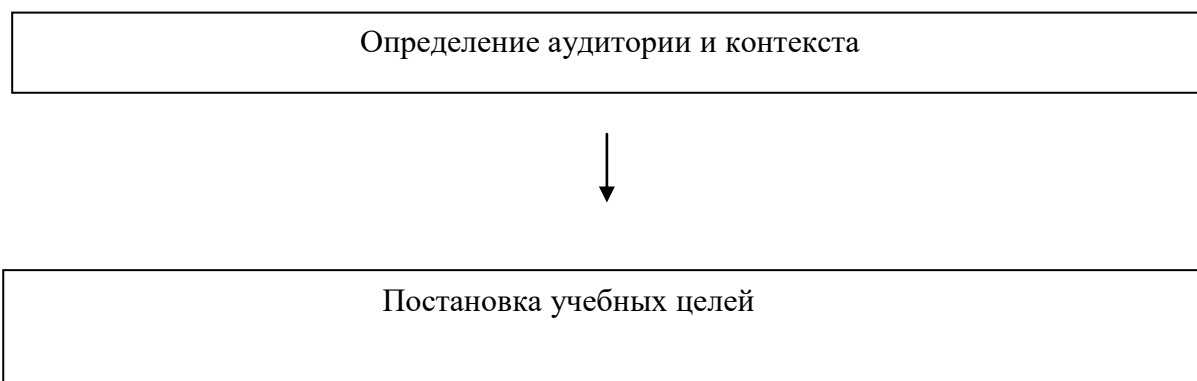 Определение аудитории и контекста
Постановка учебных целей